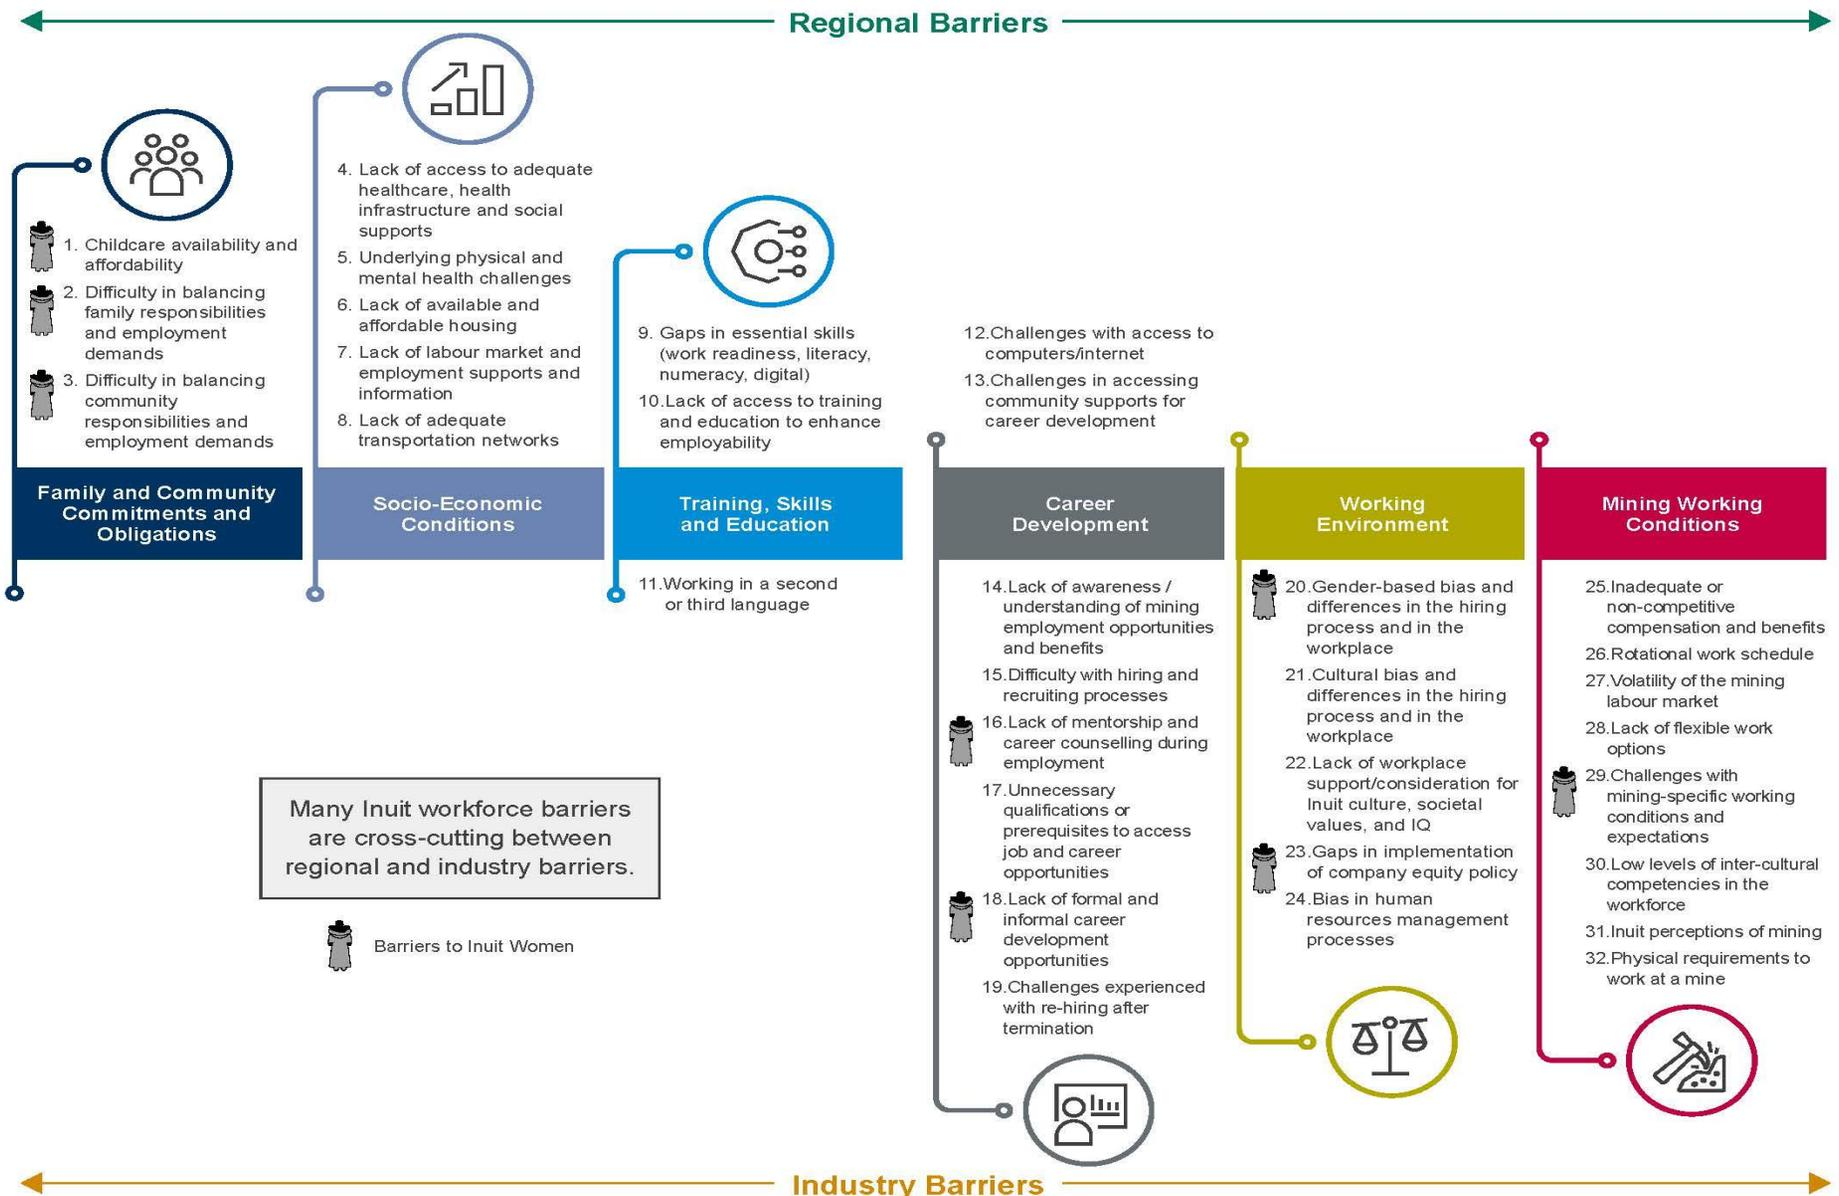 Regional Barriers
1. Childcare availability and
affordability
2. Difficulty in balancing
family responsibilities
and employment
demands
3. Difficulty in balancing
community
responsibilities and
employment demands
Family and Community
Commitments and
Obligations
4. Lack of access to adequate
healthcare, health
infrastructure and social
supports
5. Underlying physical and
mental health challenges
6. Lack of available and
affordable housing
7. Lack of labour market and
employment supports and
information
8. Lack of adequate
transportation networks
Socio-Economic
Conditions
9. Gaps in essential skills
(work readiness, literacy,
numeracy, digital)
10.Lack of access to training
and education to enhance
employability
Training, Skills
and Education
11.Working in a second
or third language
12.Challenges with access to
computers/internet
13.Challenges in accessing
community supports for
career development
Career
Development
14.Lack of awareness /
understanding of mining
employment opportunities
and benefits
15.Difficulty with hiring and
recruiting processes
16.Lack of mentorship and
career counselling during
employment
17.Unnecessary
qualifications or
prerequisites to access
job and career
opportunities
18.Lack of formal and
informal career
development
opportunities
19.Challenges experienced
with re-hiring after
termination
Working
Environment
20.Gender-based bias and
differences in the hiring
process and in the
workplace
21.Cultural bias and
differences in the hiring
process and in the
workplace
22.Lack of workplace
support/consideration for
Inuit culture, societal
values, and IQ
23.Gaps in implementation
of company equity policy
24.Bias in human
resources management
processes
Mining Working
Conditions
25.Inadequate or
non-competitive
compensation and benefits
26.Rotational work schedule
27.Volatility of the mining
labour market
28.Lack of flexible work
options
29.Challenges with
mining-specific working
conditions and
expectations
30.Low levels of inter-cultural
competencies in the
workforce
31.Inuit perceptions of mining
32.Physical requirements to
work at a mine
Many Inuit workforce barriers
are cross-cutting between
regional and industry barriers.
Barriers to Inuit Women
Industry Barriers